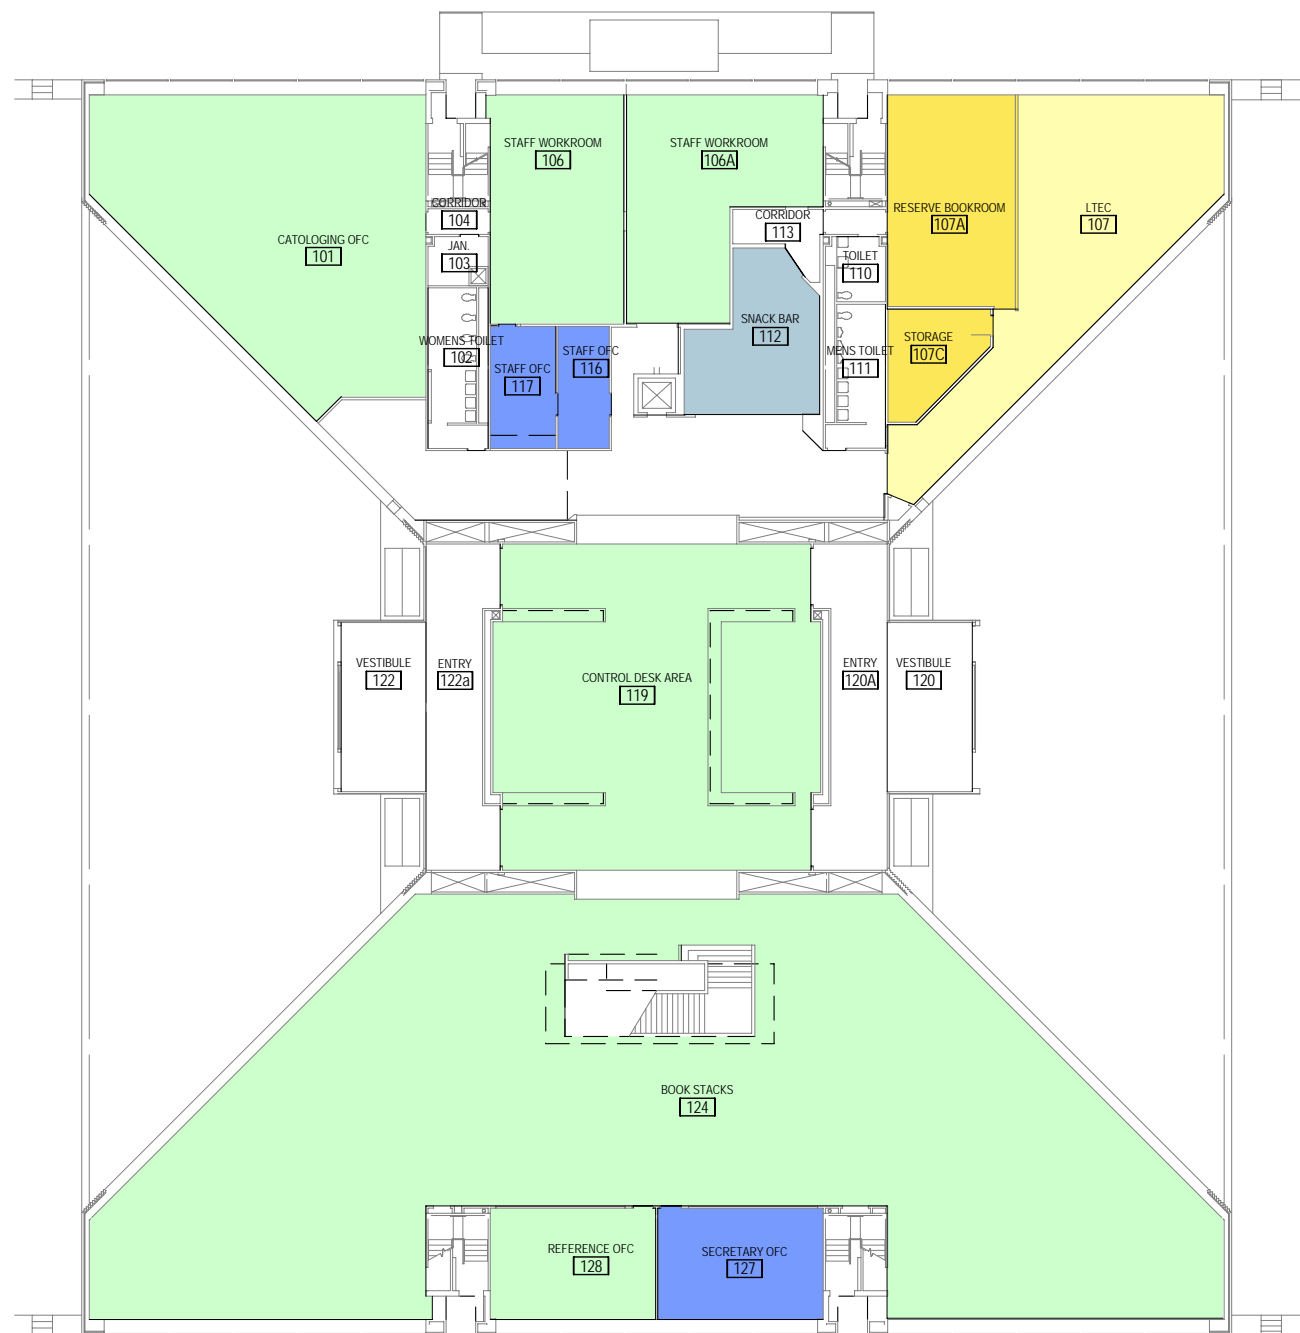 STAFF WORKROOM
106
STAFF WORKROOM
106A
CORRIDOR
104
CORRIDOR
113
RESERVE BOOKROOM
107A
LTEC
107
CATOLOGING OFC
101
JAN.
103
TOILET
110
SNACK BAR
112
WOMENS TOILET
102
STAFF OFC
116
STAFF OFC
117
MENS TOILET
111
STORAGE
107C
VESTIBULE
122
ENTRY
122a
CONTROL DESK AREA
119
ENTRY
120A
VESTIBULE
120
BOOK STACKS
124
REFERENCE OFC
128
SECRETARY OFC
127